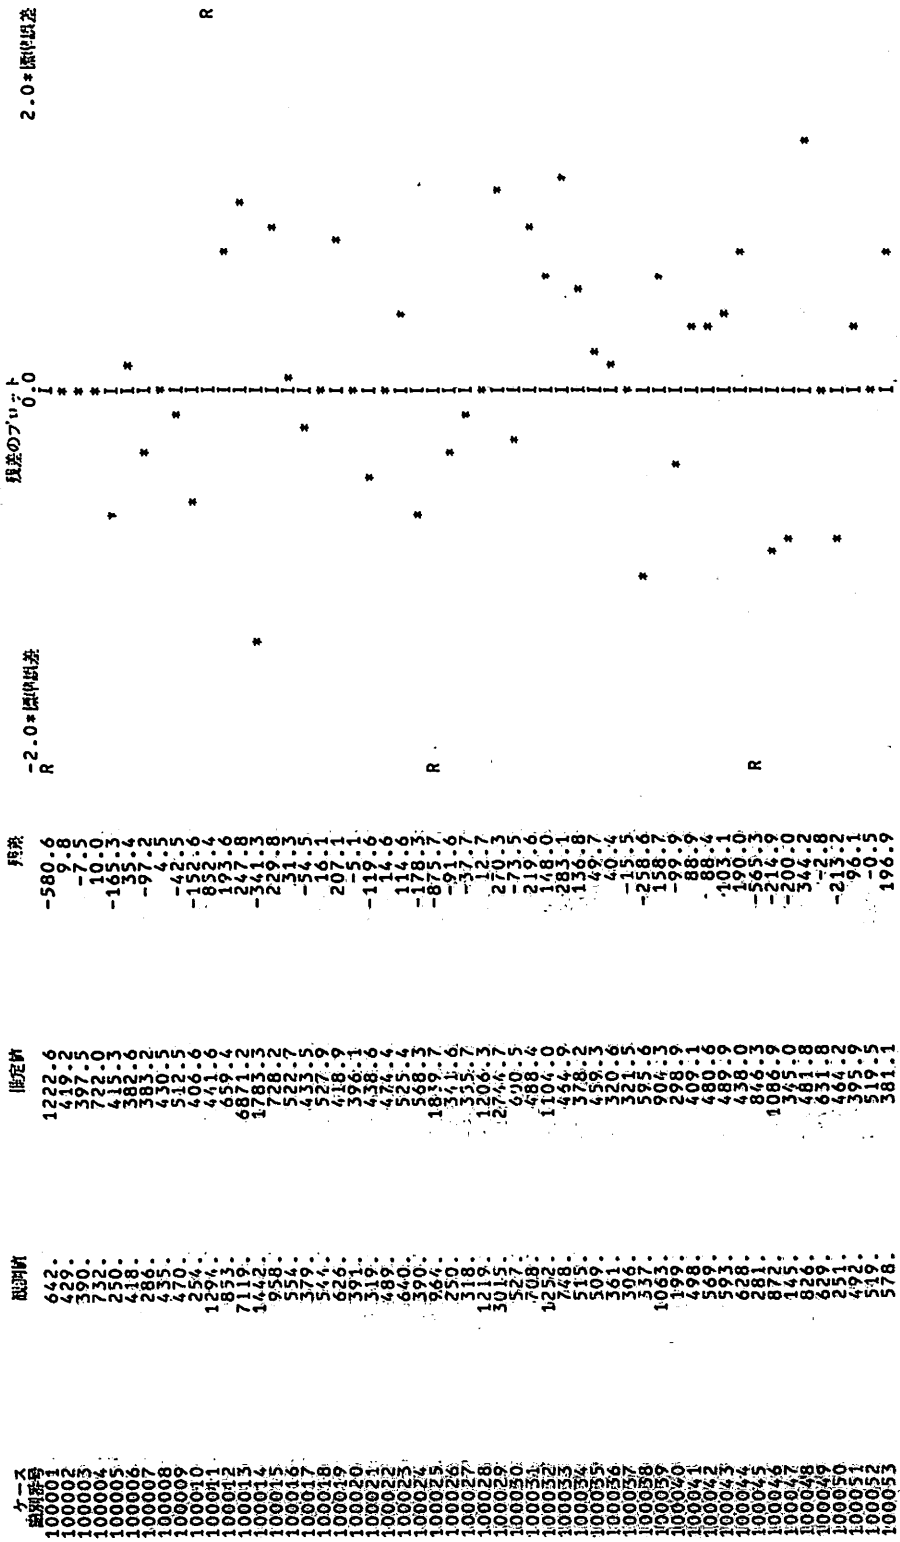 ケース 観測値 推定値 残差 -2.0*標準誤差 残差のプロット 2.0*標準誤差
識別番号 0.0
100001 642. 1222.6 -580.6 R I
100002 429. 419.2 9.8 *
100003 390. 397.5 -7.5 *
100004 732. 722.0 10.0 *
100005 250. 415.3 -165.3 * I
100006 418. 382.6 35.4 I *
100007 286. 383.2 -97.2 * I
100008 435. 430.5 4.5 *
100009 470. 512.5 -42.5 * I
100010 254. 406.6 -152.6 * I
100011 1294. 441.6 852.4 I R
100012 853. 659.4 193.6 I *
100013 7119. 6871.2 247.8 I *
100014 1442. 1783.3 -341.3 * I
100015 958. 728.2 229.8 I *
100016 554. 522.7 31.3 I *
100017 379. 433.5 -54.5 * I
100018 544. 527.9 16.1 *
100019 626. 418.9 207.1 I *
100020 391. 396.1 -5.1 *
100021 319. 438.6 -119.6 * I
100022 489. 474.4 14.6 *
100023 640. 525.4 114.6 I *
100024 390. 568.3 -178.3 * I
100025 964. 1839.7 -875.7 R I
100026 250. 341.6 -91.6 * I
100027 318. 355.7 -37.7 * I
100028 1219. 1206.3 12.7 *
100029 3015. 2744.7 270.3 I *
100030 527. 600.5 -73.5 * I
100031 708. 488.4 219.6 I *
100032 1252. 1104.0 148.0 I *
100033 748. 464.9 283.1 I *
100034 515. 378.2 136.8 I *
100035 509. 459.3 49.7 I *
100036 361. 320.6 40.4 I *
100037 306. 321.5 -15.5 *
100038 337. 595.6 -258.6 * I
100039 1063. 904.3 158.7 I *
100040 199. 298.9 -99.9 * I
100041 498. 409.1 88.9 I *
100042 569. 480.6 88.4 I *
100043 593. 489.9 103.1 I *
100044 628. 438.0 190.0 I *
100045 281. 846.3 -565.3 R I
100046 872. 1086.9 -214.9 * I
100047 145. 345.0 -200.0 * I
100048 826. 481.8 344.2 I *
100049 629. 631.8 -2.8 *
100050 251. 464.2 -213.2 * I
100051 492. 395.9 96.1 I *
100052 519. 519.5 -0.5 *
100053 578. 381.1 196.9 I *